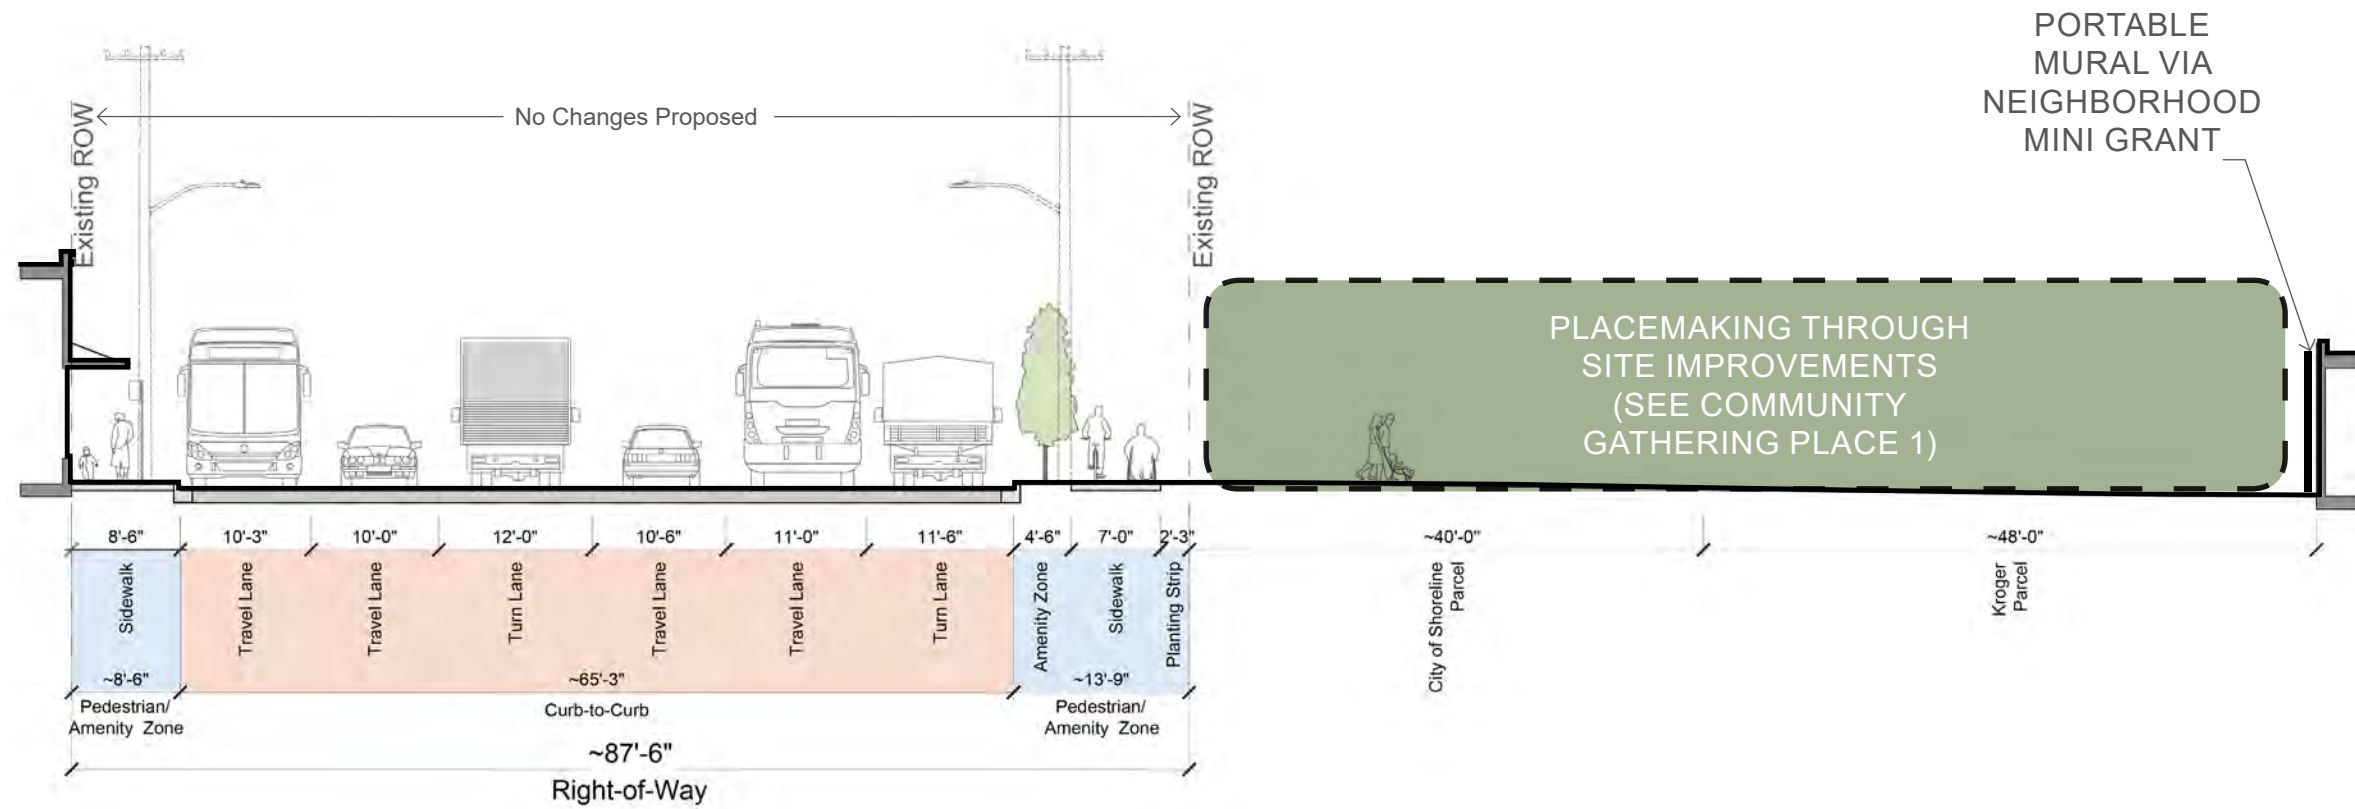 PORTABLE
MURAL VIA
NEIGHBORHOOD
MINI GRANT
Existing ROW
No Changes Proposed
Existing ROW
PLACEMAKING THROUGH
SITE IMPROVEMENTS
(SEE COMMUNITY
GATHERING PLACE 1)
8'-6"
10'-3"
10'-0"
12'-0"
10'-6"
11'-0"
11'-6"
4'-6"
7'-0"
2'-3"
~40'-0"
~48'-0"
Sidewalk
Travel Lane
Travel Lane
Turn Lane
Travel Lane
Travel Lane
Turn Lane
Amenity Zone
Sidewalk
Planting Strip
City of Shoreline
Parcel
Kroger
Parcel
~8'-6"
~65'-3"
~13'-9"
Pedestrian/
Amenity Zone
Curb-to-Curb
Pedestrian/
Amenity Zone
~87'-6"
Right-of-Way